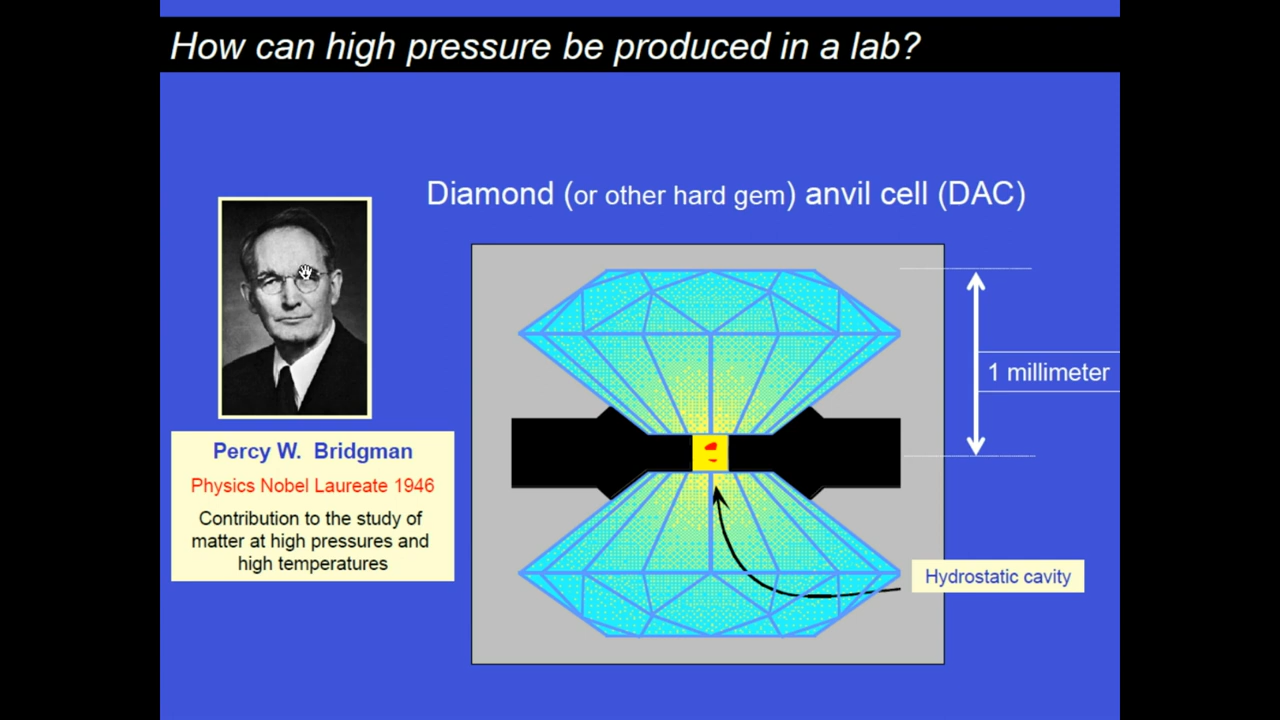 How can high pressure be produced in a lab?
Diamond (or other hard gem) anvil cell (DAC)
1 millimeter
Percy W. Bridgman
Physics Nobel Laureate 1946
Contribution to the study of
matter at high pressures and
high temperatures
Hydrostatic cavity